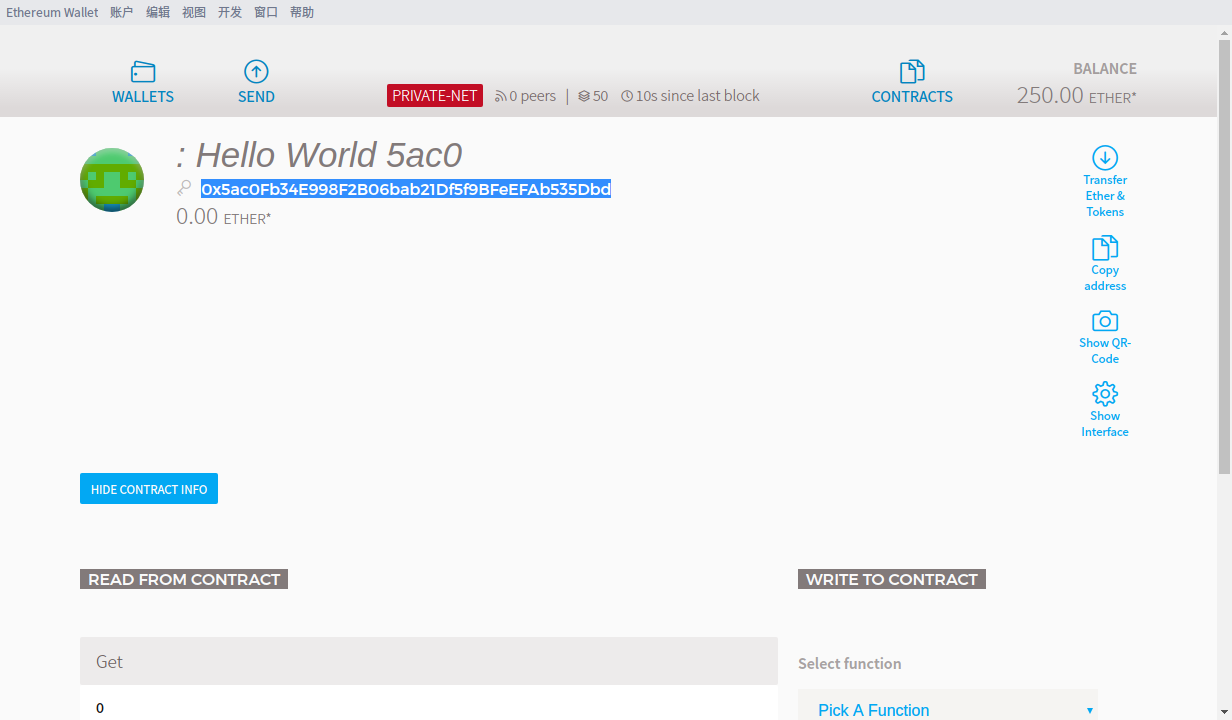 Ethereum Wallet 账户 编辑 视图 开发 窗口 帮助
WALLETS
SEND
PRIVATE-NET 0 peers | 50 10s since last block
CONTRACTS
BALANCE
250.00 ETHER*
: Hello World 5ac0
0x5ac0Fb34E998F2B06bab21Df5f9BFeEFAb535Dbd
0.00 ETHER*
Transfer
Ether &
Tokens
Copy
address
Show QR-
Code
Show
Interface
HIDE CONTRACT INFO
READ FROM CONTRACT
WRITE TO CONTRACT
Get
0
Select function
Pick A Function